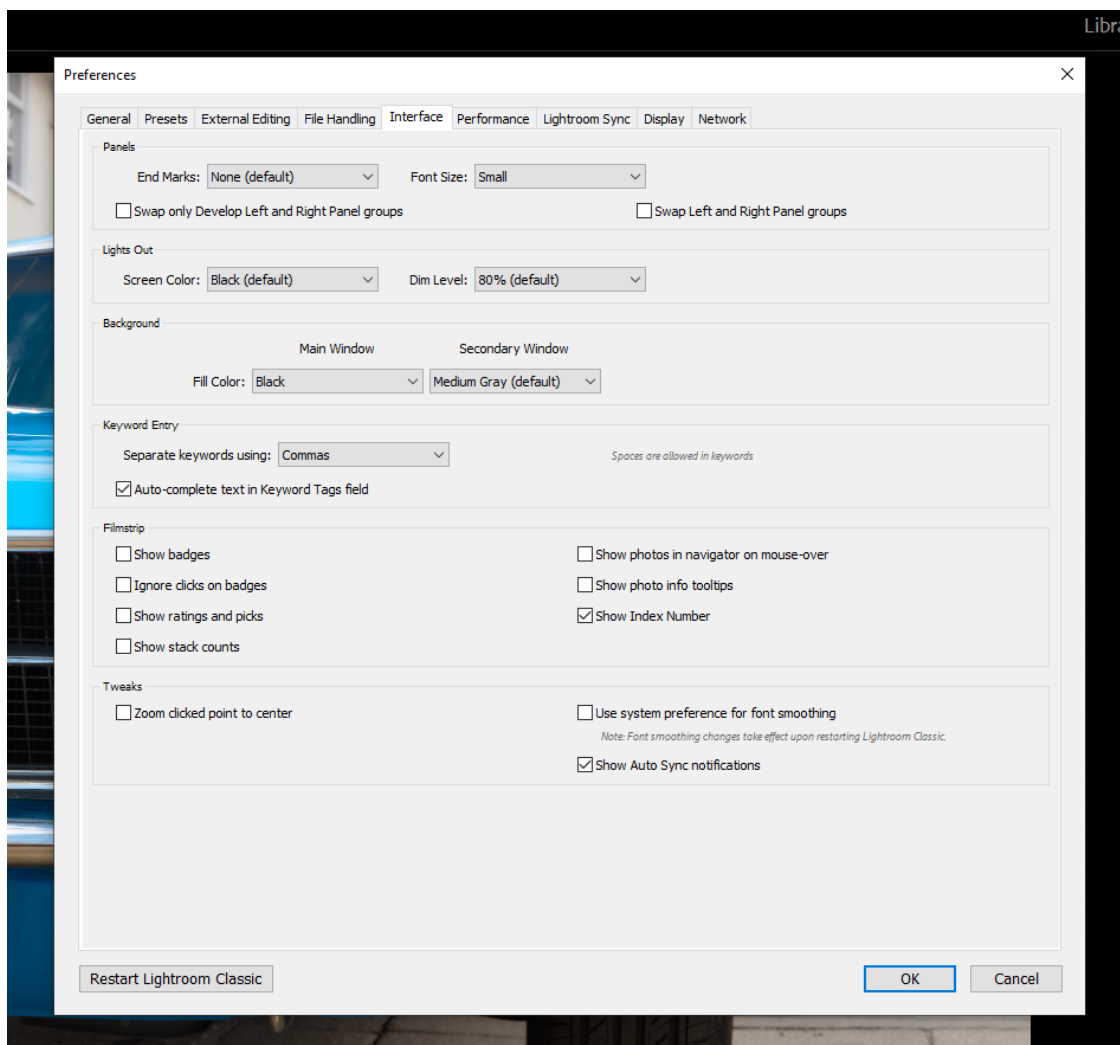 Libra
Preferences
General Presets External Editing File Handling Interface Performance Lightroom Sync Display Network
Panels
End Marks: None (default) Font Size: Small
Swap only Develop Left and Right Panel groups Swap Left and Right Panel groups
Lights Out
Screen Color: Black (default) Dim Level: 80% (default)
Background
Main Window Secondary Window
Fill Color: Black Medium Gray (default)
Keyword Entry
Separate keywords using: Commas Spaces are allowed in keywords
Auto-complete text in Keyword Tags field
Filmstrip
Show badges Show photos in navigator on mouse-over
Ignore clicks on badges Show photo info tooltips
Show ratings and picks Show Index Number
Show stack counts
Tweaks
Zoom clicked point to center Use system preference for font smoothing
Note: Font smoothing changes take effect upon restarting Lightroom Classic.
Show Auto Sync notifications
Restart Lightroom Classic OK Cancel